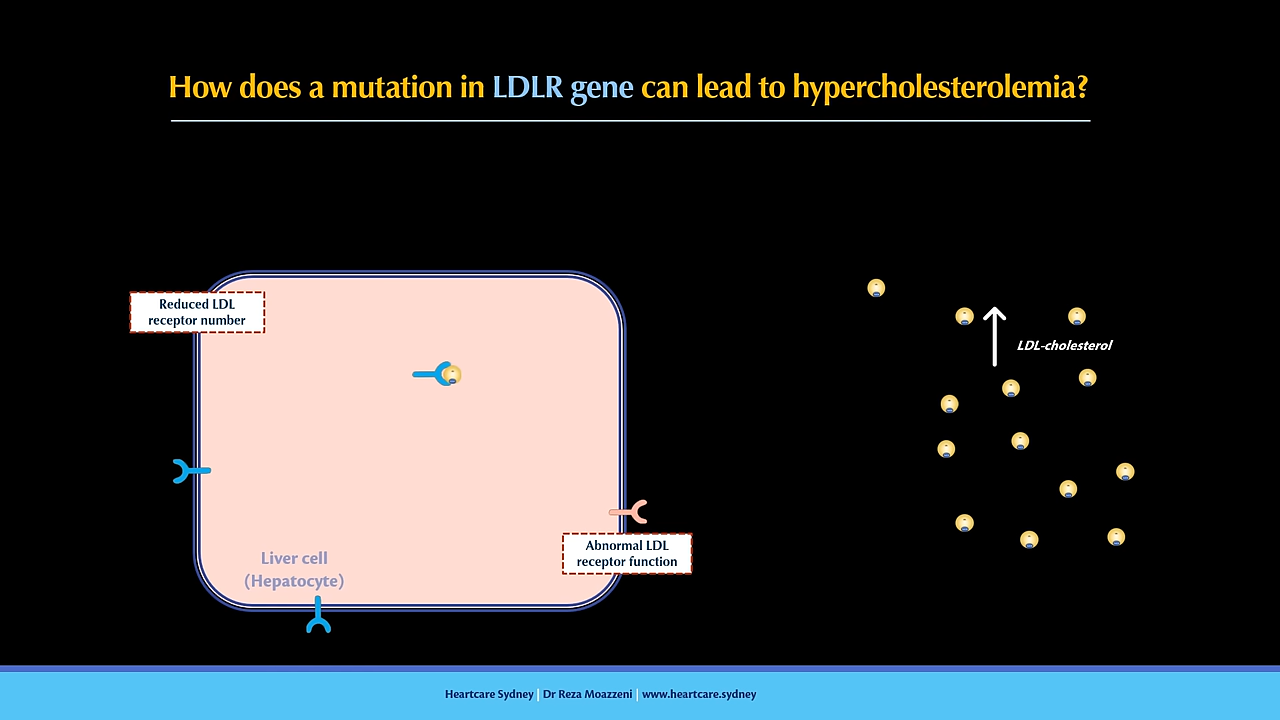 How does a mutation in LDLR gene can lead to hypercholesterolemia?
Reduced LDL
receptor number
LDL-cholesterol
Abnormal LDL
receptor function
Liver cell
(Hepatocyte)
Heartcare Sydney | Dr Reza Moazzeni | www.heartcare.sydney